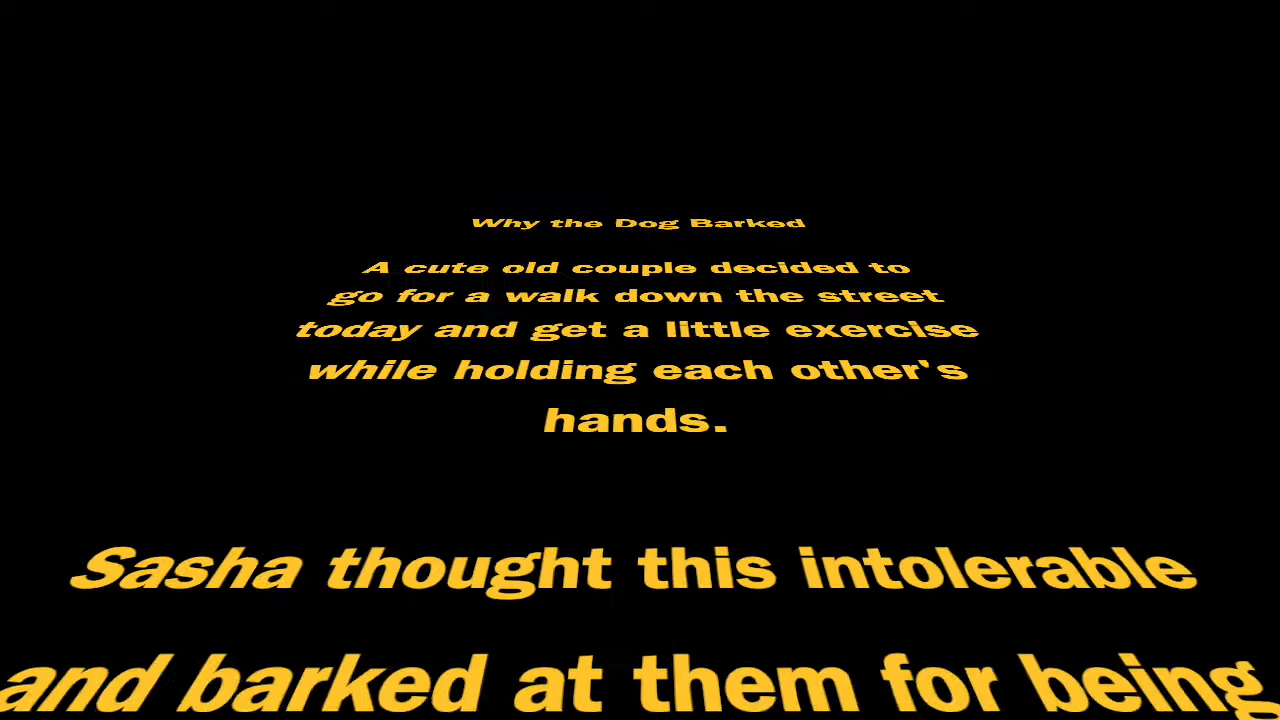 Why the Dog Barked
A cute old couple decided to
go for a walk down the street
today and get a little exercise
while holding each other's
hands.
Sasha thought this intolerable
and barked at them for being